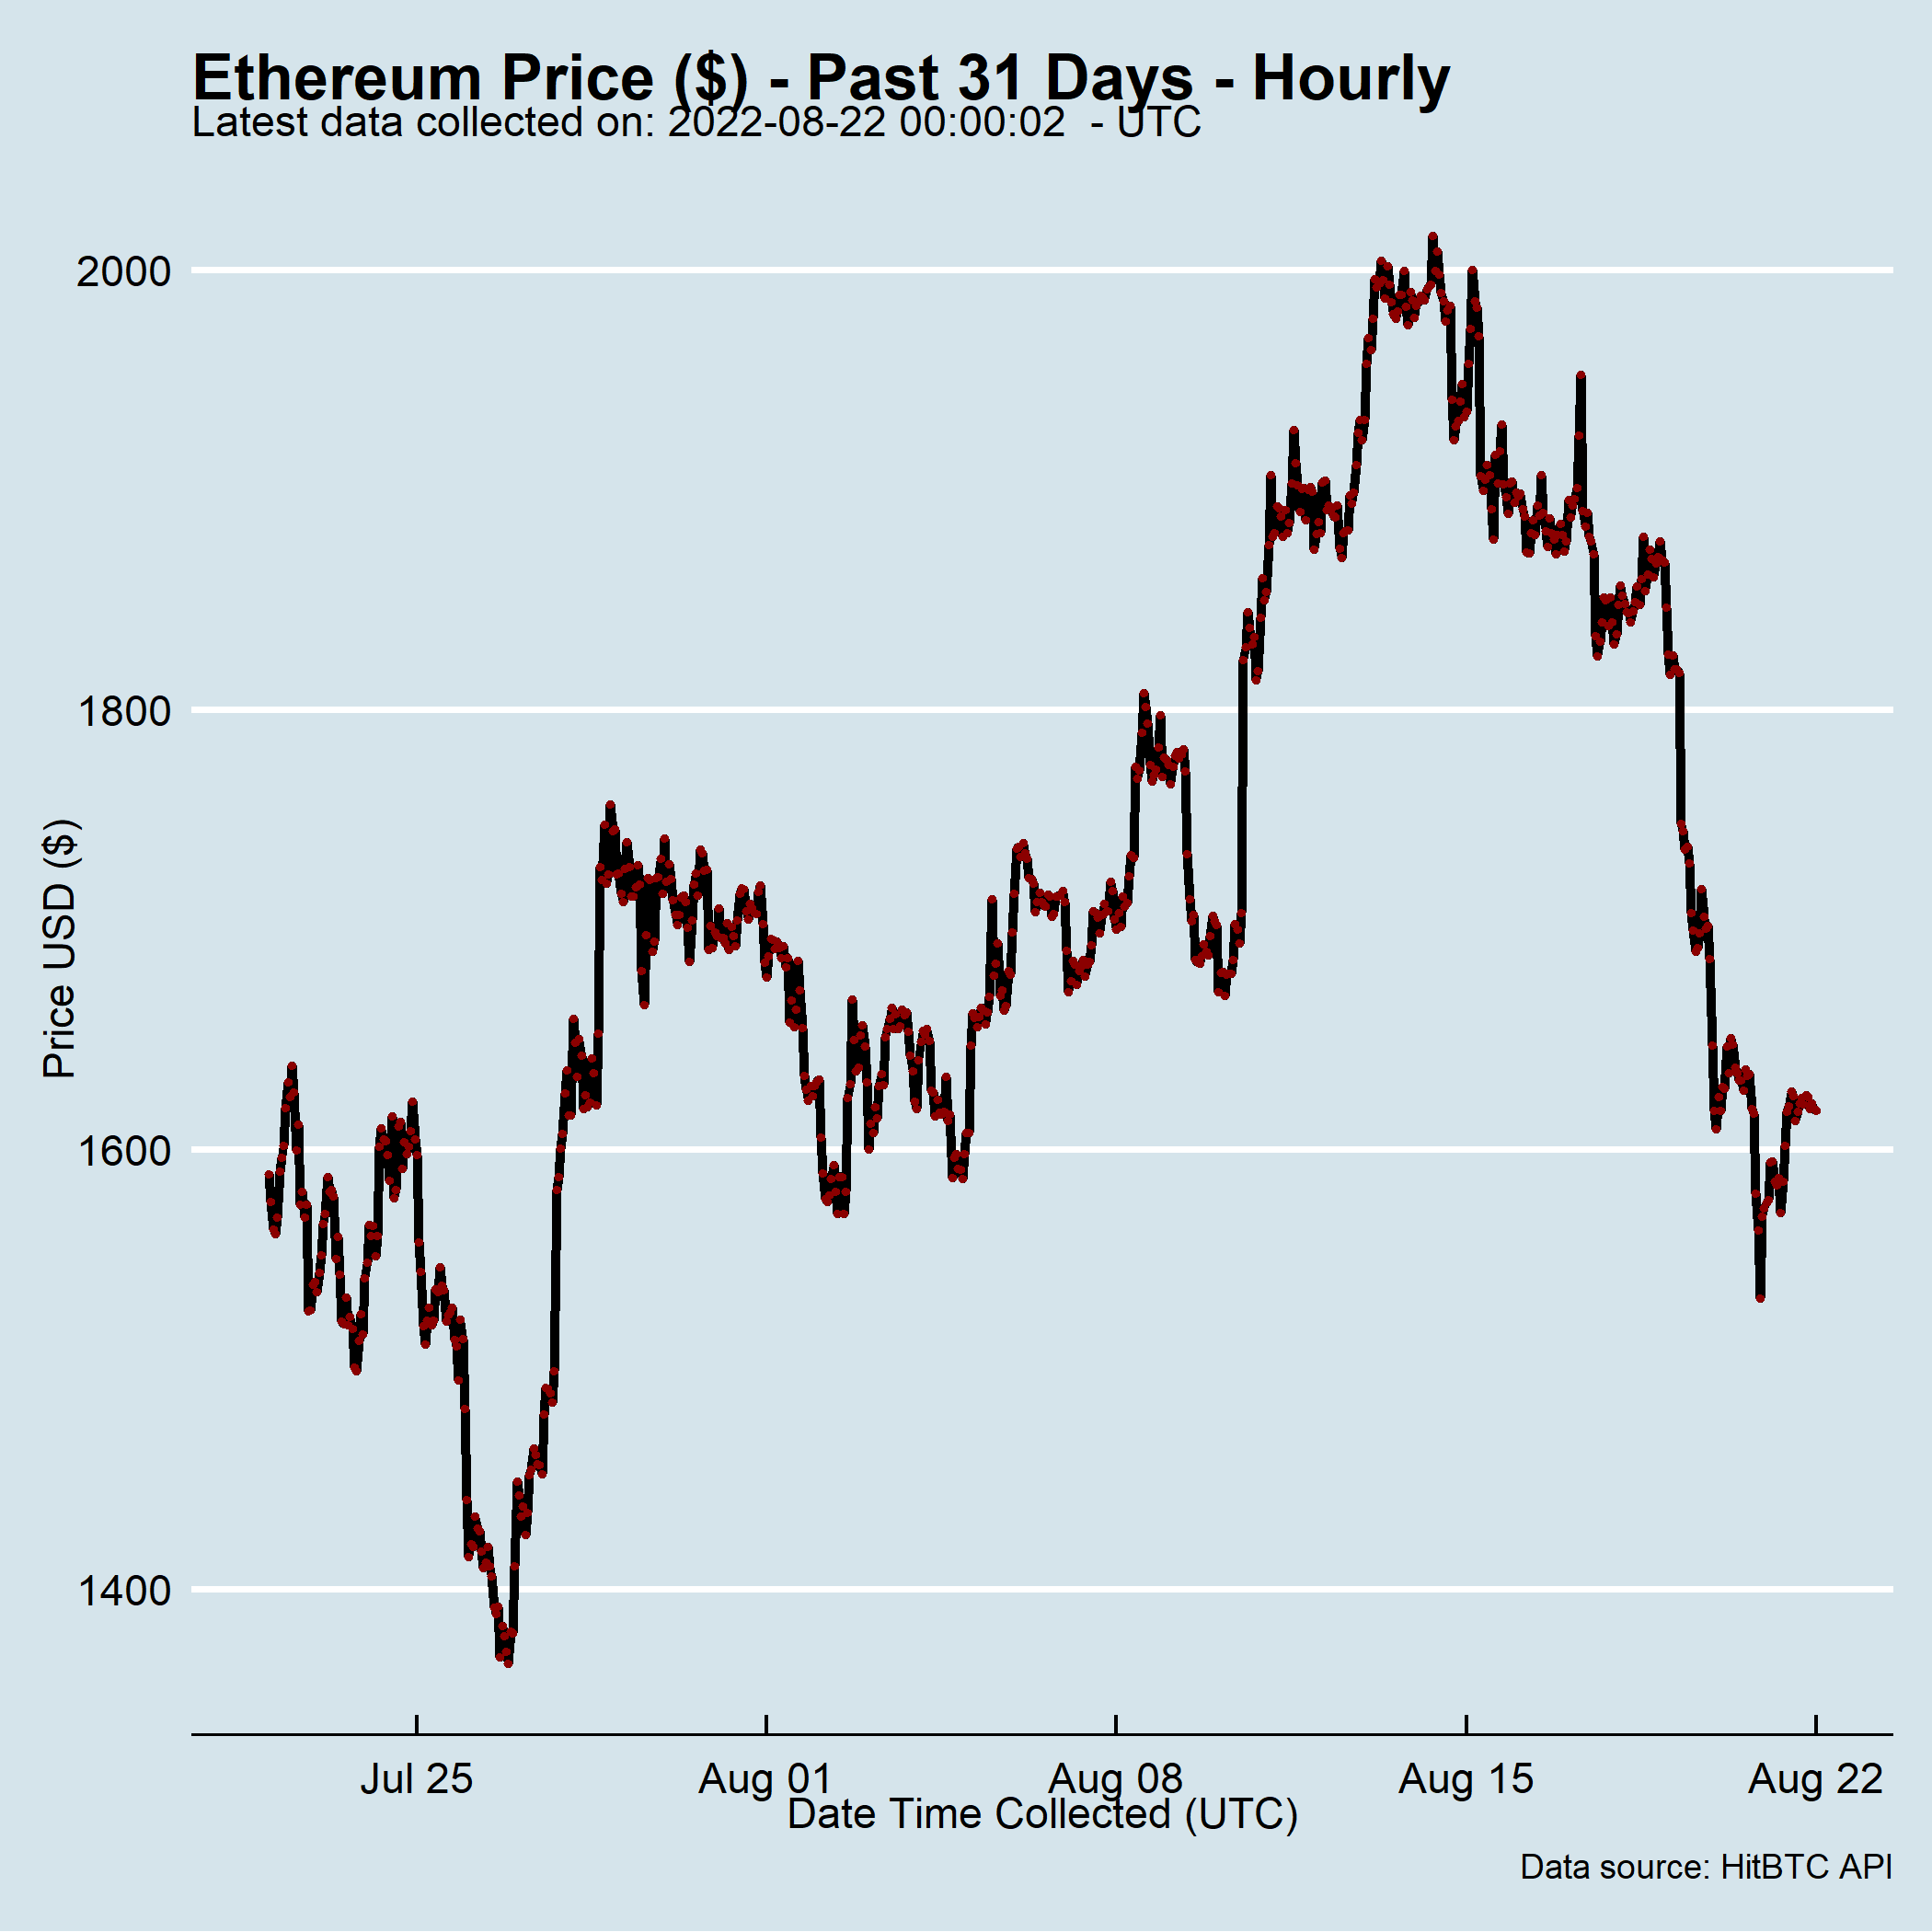 Ethereum Price ($) - Past 31 Days - Hourly
Latest data collected on: 2022-08-22 00:00:02  - UTC
2000
1800
1600
1400
Price USD ($)
Jul 25
Aug 01
Aug 08
Aug 15
Aug 22
Date Time Collected (UTC)
Data source: HitBTC API